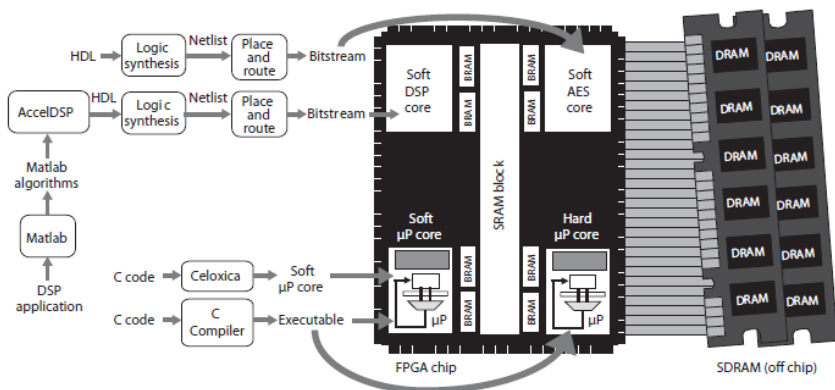 HDL
Logic
synthesis
Netlist
Place
and
route
Bitstream
AccelDSP
HDL
Logi c
synthesis
Netlist
Place
and
route
Bitstream
Matlab
algorithms
Matlab
DSP
application
C code
Celoxica
Soft
μP core
C code
C
Compiler
Executable
Soft
DSP
core
BRAM
BRAM
SRAM block
BRAM
BRAM
Soft
AES
core
Soft
μP core
μP
BRAM
BRAM
BRAM
BRAM
Hard
μP core
μP
FPGA chip
DRAM
DRAM
DRAM
DRAM
DRAM
DRAM
DRAM
DRAM
DRAM
DRAM
DRAM
DRAM
SDRAM (off chip)